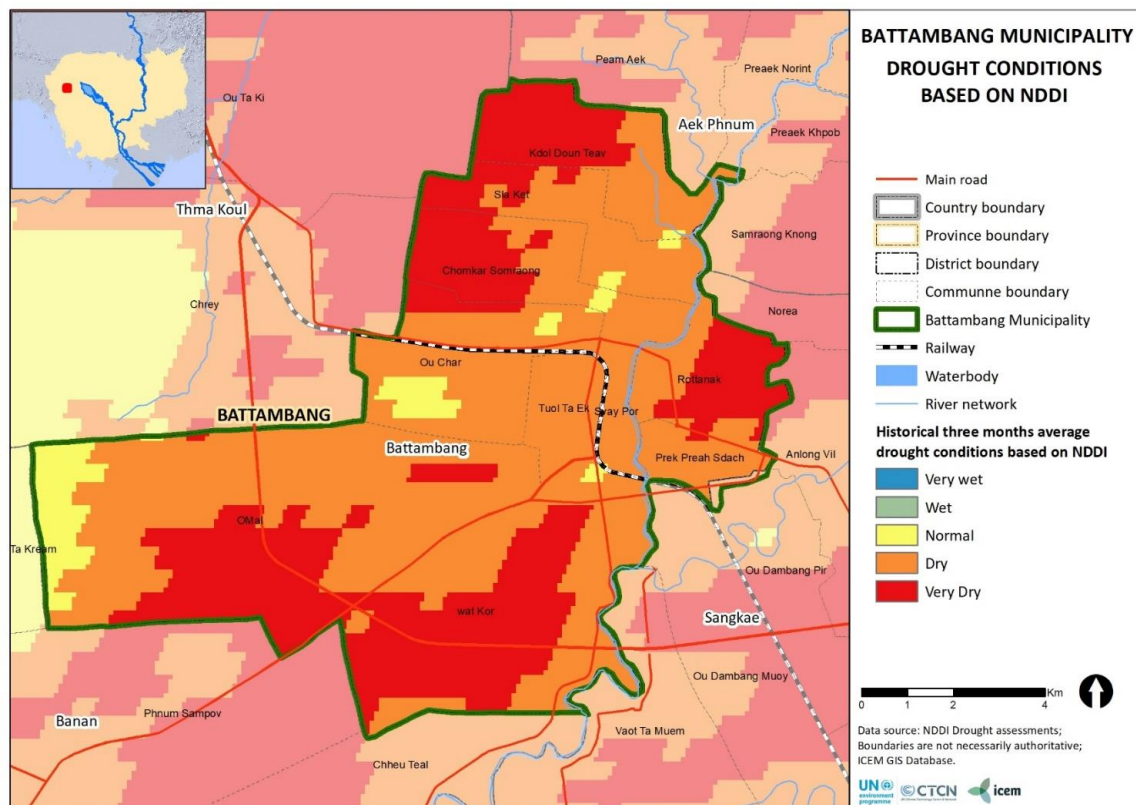 Peam Aek
Preaek Norint
Ou Ta Ki
Aek Phnum
Preaek Khpob
Kdol Doun Teav
Sla Ket
Thma Koul
Samraong Knong
Chomkar Somraong
Chrey
Norea
Ou Char
Rottanak
BATTAMBANG
Tuol Ta Ek
Svay Por
Battambang
Prek Preah Sdach
Anlong Vil
OMal
Ta Kream
Ou Dambang Pir
wat Kor
Sangkae
Ou Dambang Muoy
Banan
Phnum Sampov
Vaot Ta Muem
Chheu Teal
BATTAMBANG MUNICIPALITY
DROUGHT CONDITIONS
BASED ON NDDI
Main road
Country boundary
Province boundary
District boundary
Communne boundary
Battambang Municipality
Railway
Waterbody
River network
Historical three months average
drought conditions based on NDDI
Very wet
Wet
Normal
Dry
Very Dry
Km
0 1 2 4
Data source: NDDI Drought assessments;
Boundaries are not necessarily authoritative;
ICEM GIS Database.
UN
environment
programme
CTCN
icem